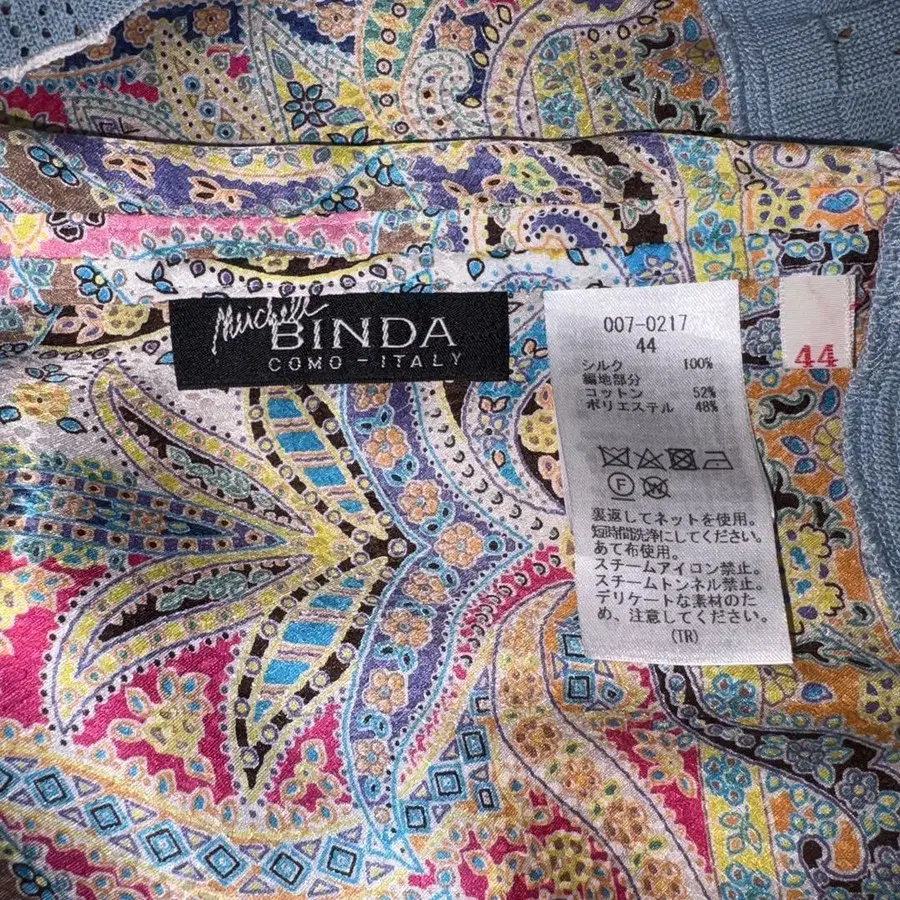 Muchell
BINDA
COMO - ITALY
007-0217
44
シルク 100%
編地部分
コットン 52%
ポリエステル 48%
F
W
裏返してネットを使用。
短時間洗浄にしてください。
あて布使用。
スチームアイロン禁止。
スチームトンネル禁止。
デリケートな素材のた
め、注意してください。
(TR)
44